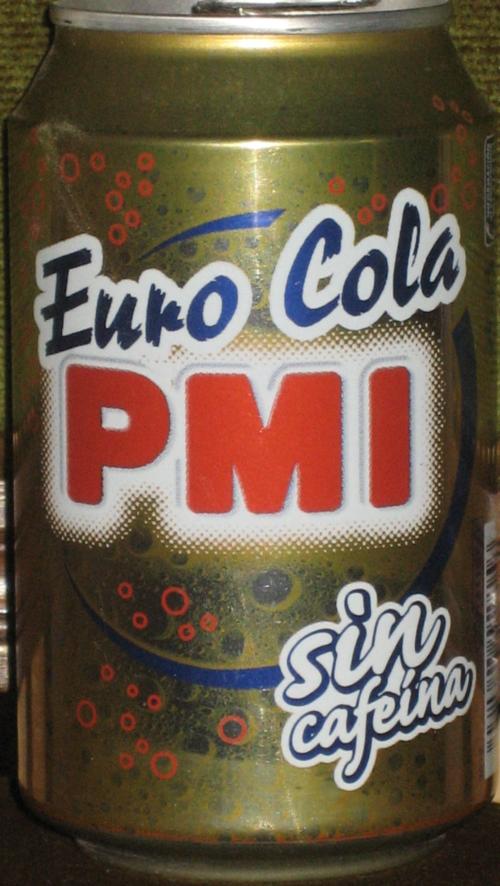 Euro Cola
PMI
sin
cafeína